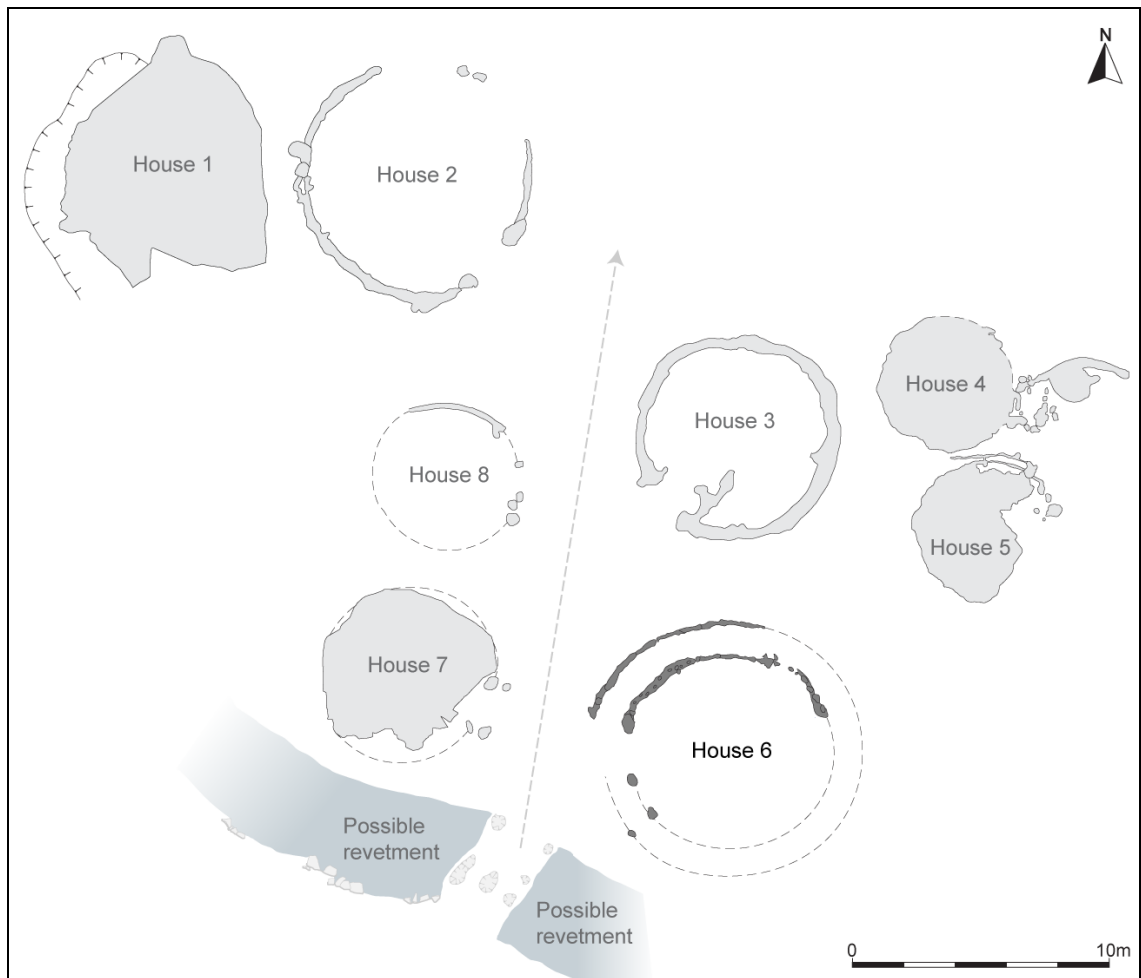 N
House 1
House 2
House 4
House 3
House 8
House 5
House 7
House 6
Possible
revetment
Possible
revetment
0
10m